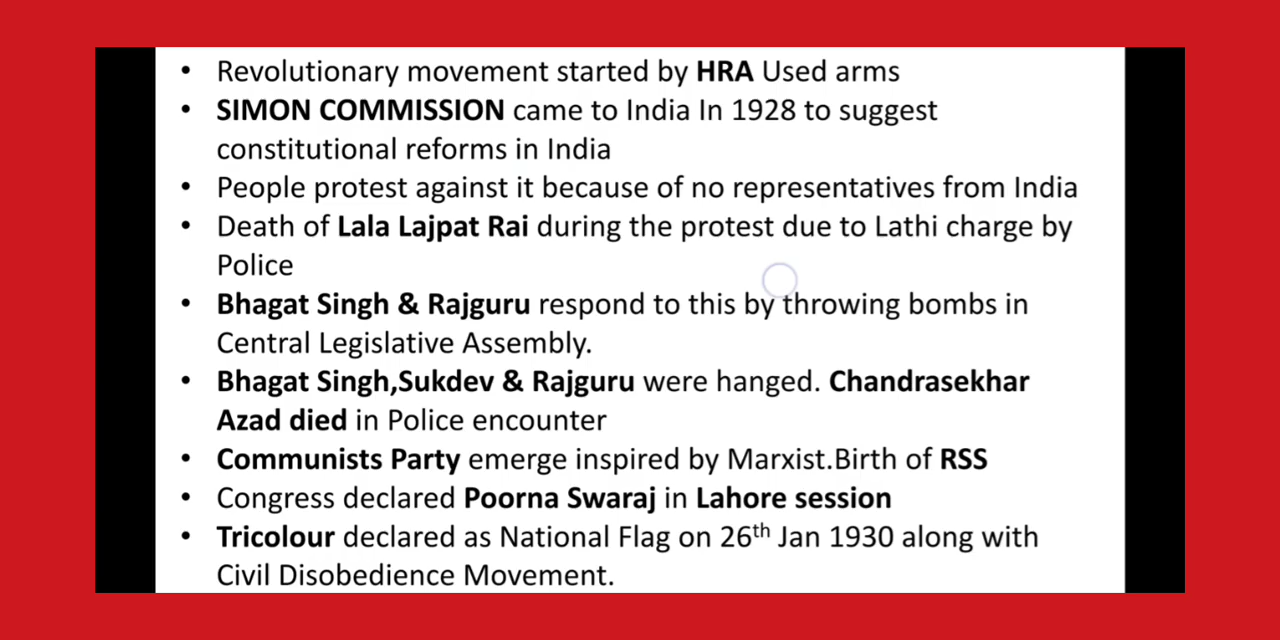 • Revolutionary movement started by HRA Used arms
• SIMON COMMISSION came to India In 1928 to suggest
constitutional reforms in India
• People protest against it because of no representatives from India
• Death of Lala Lajpat Rai during the protest due to Lathi charge by
Police
• Bhagat Singh & Rajguru respond to this by throwing bombs in
Central Legislative Assembly.
• Bhagat Singh,Sukdev & Rajguru were hanged. Chandrasekhar
Azad died in Police encounter
• Communists Party emerge inspired by Marxist.Birth of RSS
• Congress declared Poorna Swaraj in Lahore session
• Tricolour declared as National Flag on 26th Jan 1930 along with
Civil Disobedience Movement.